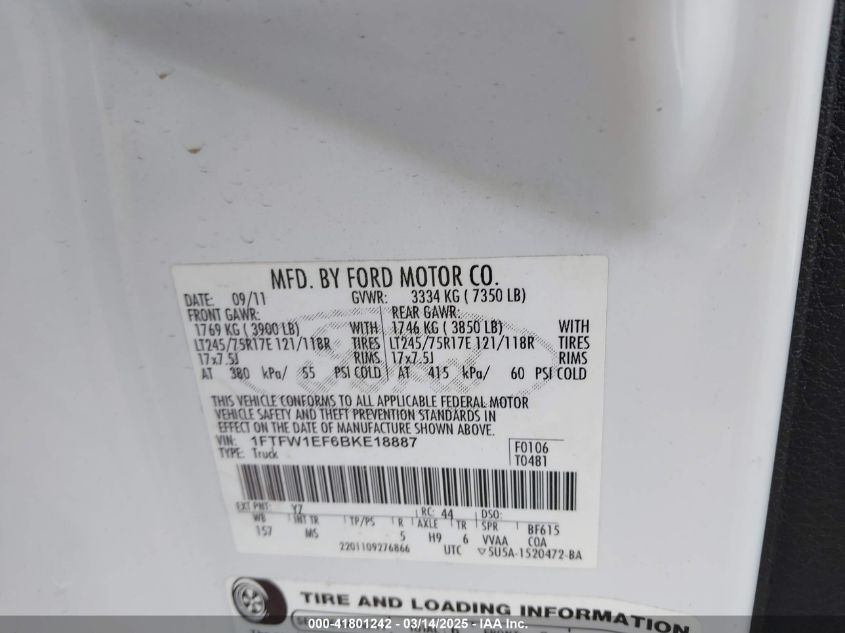 MFD. BY FORD MOTOR CO.
DATE: 09/11 GVWR: 3334 KG ( 7350 LB)
FRONT GAWR: REAR GAWR:
1769 KG ( 3900 LB) WITH 1746 KG ( 3850 LB) WITH
LT245/75R17E 121/118R TIRES LT245/75R17E 121/118R TIRES
17x7.5J RIMS 17x7.5J RIMS
AT 380 kPa/ 55 PSI COLD AT 415 kPa/ 60 PSI COLD
THIS VEHICLE CONFORMS TO ALL APPLICABLE FEDERAL MOTOR
VEHICLE SAFETY AND THEFT PREVENTION STANDARDS IN
EFFECT ON THE DATE OF MANUFACTURE SHOWN ABOVE.
VIN: 1FTFW1EF6BKE18887 F0106
TYPE: Truck T0481
EXT PNT: YZ RC: 44 DSO:
WB INT TR TP/PS R AXLE TR SPR BF615
157 MS 5 H9 6 VVAA COA
2201109276866 UTC ▽5U5A-1520472-BA
TIRE AND LOADING INFORMATION
000-41801242 - 03/14/2025 - IAA Inc.